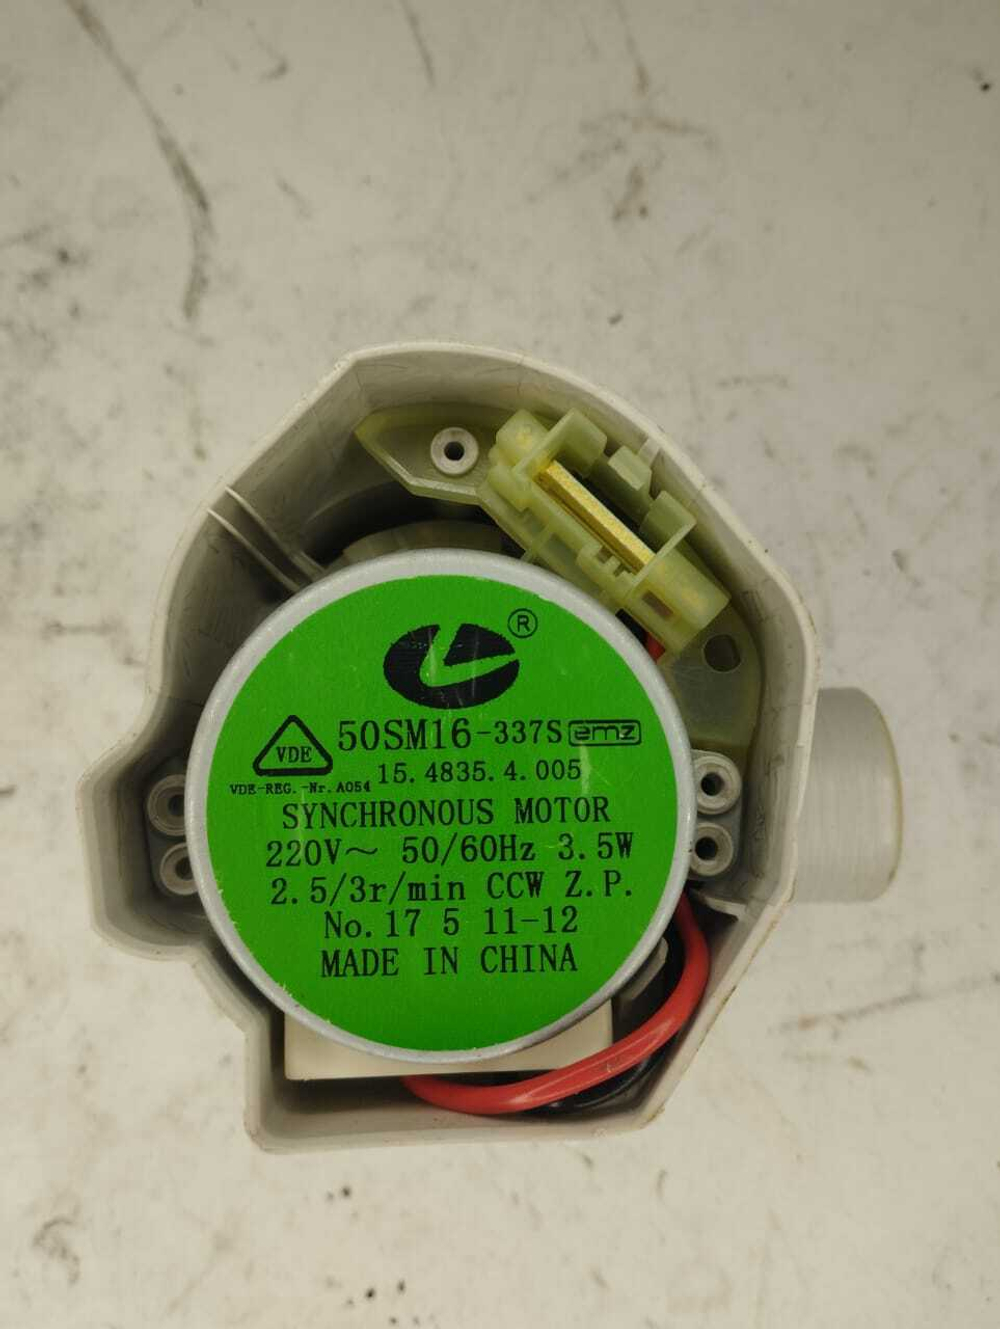 ®
50SM16-337S emz
VDE
15.4835.4.005
VDE-REG.-Nr.A054
SYNCHRONOUS MOTOR
220V~ 50/60Hz 3.5W
2.5/3r/min CCW Z.P.
No.17 5 11-12
MADE IN CHINA